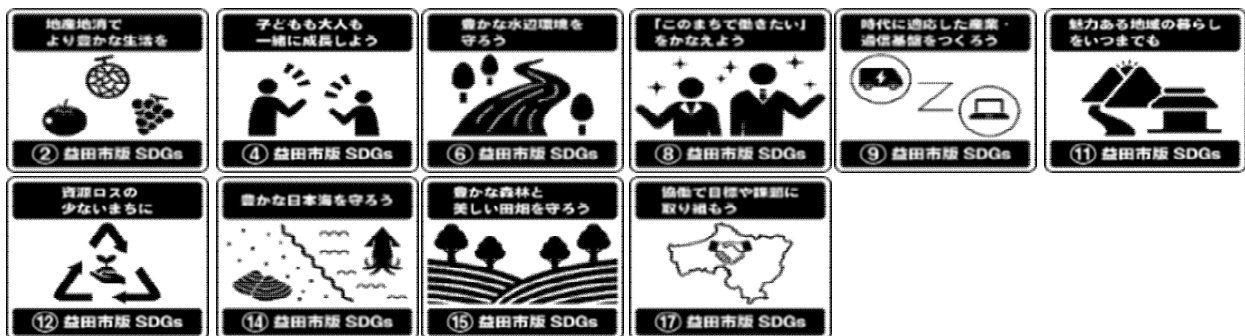 地産地消で
より豊かな生活を
② 益田市版 SDGs
子どもも大人も
一緒に成長しよう
④ 益田市版 SDGs
豊かな水辺環境を
守ろう
⑥ 益田市版 SDGs
「このまちで働きたい」
をかなえよう
⑧ 益田市版 SDGs
時代に適応した産業・
通信基盤をつくろう
⑨ 益田市版 SDGs
魅力ある地域の暮らし
をいつまでも
⑪ 益田市版 SDGs
資源ロスの
少ないまちに
⑫ 益田市版 SDGs
豊かな日本海を守ろう
⑭ 益田市版 SDGs
豊かな森林と
美しい田畑を守ろう
⑮ 益田市版 SDGs
協働で目標や課題に
取り組もう
⑰ 益田市版 SDGs